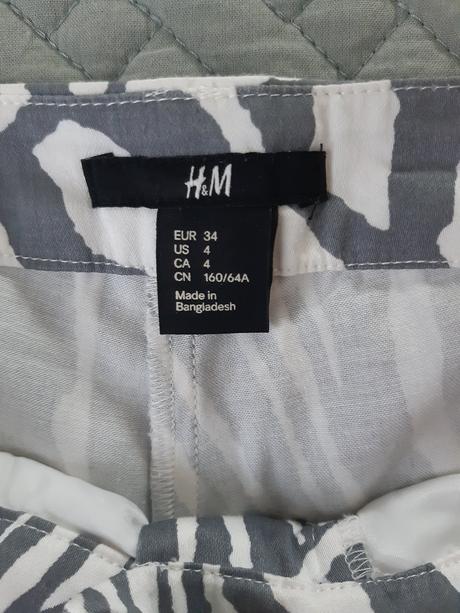 H&M
EUR 34
US 4
CA 4
CN 160/64A
Made in
Bangladesh